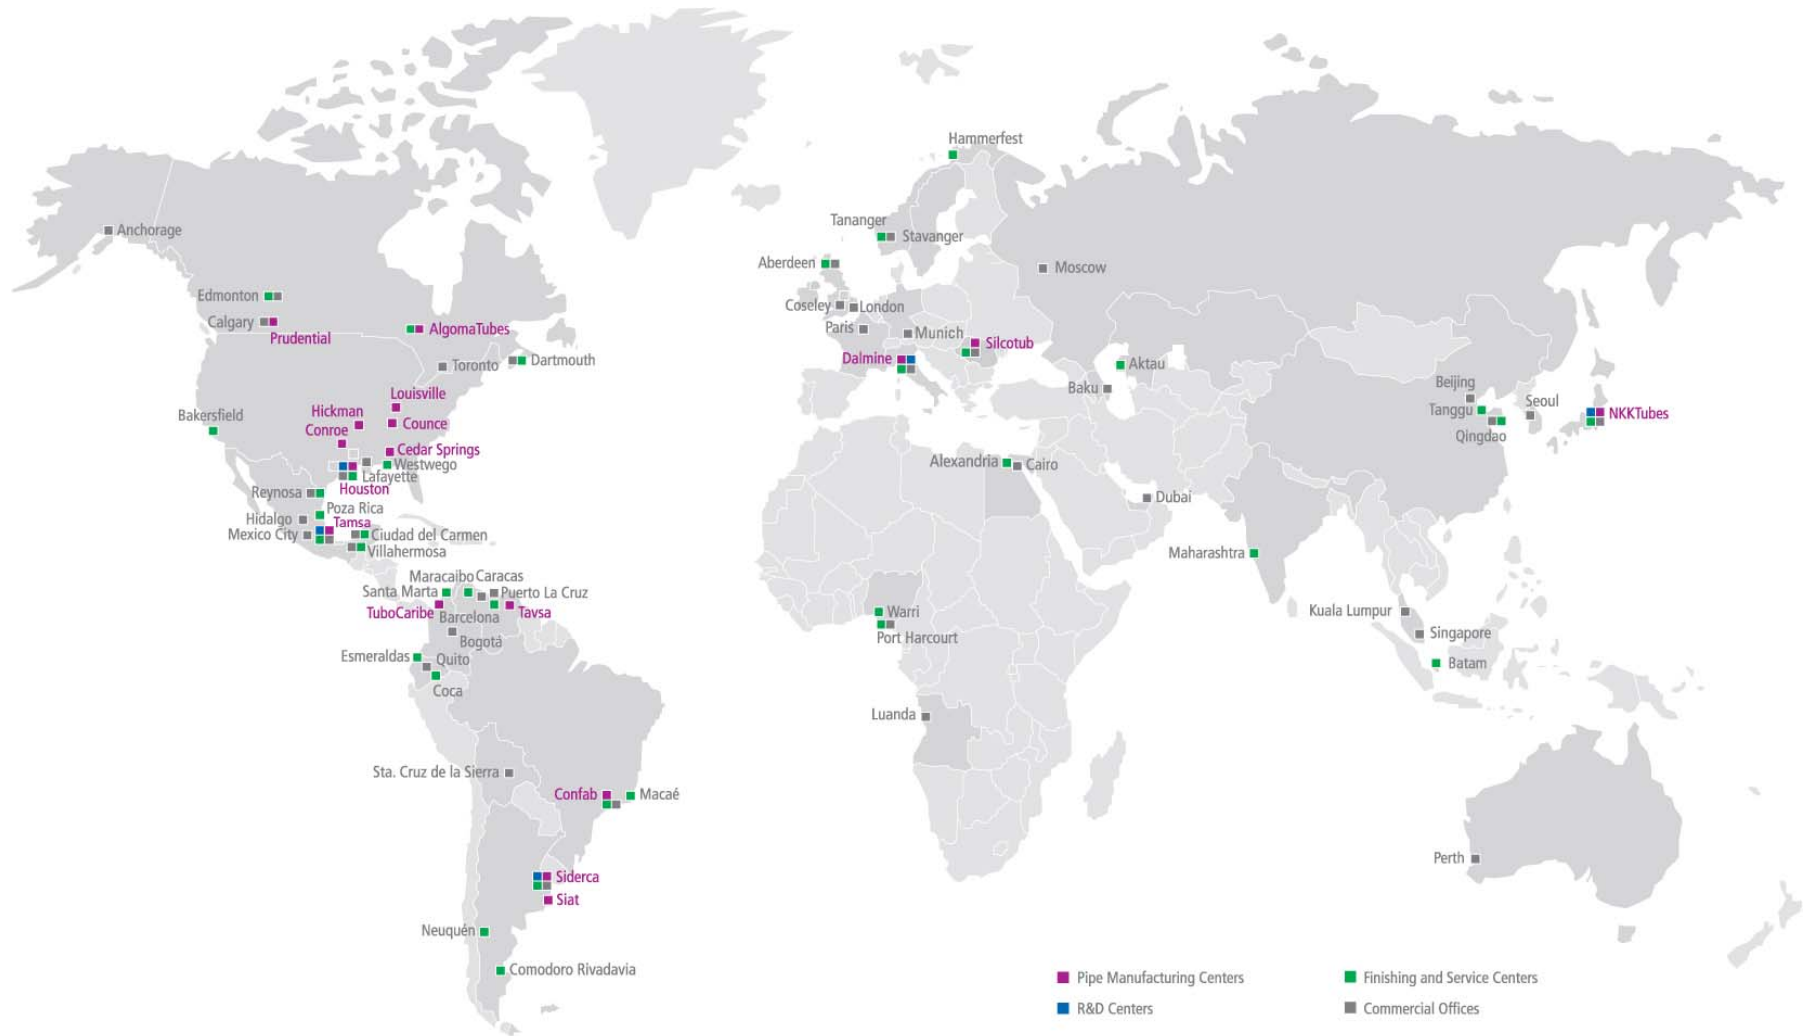 Hammerfest
Tananger
Stavanger
Anchorage
Aberdeen
Moscow
Edmonton
Coseley
London
Calgary
Prudential
AlgomaTubes
Paris
Munich
Silcotub
Toronto
Dartmouth
Dalmine
Aktau
Baku
Beijing
Louisville
Tanggu
Seoul
NKKTubes
Bakersfield
Hickman
Counce
Qingdao
Conroe
Cedar Springs
Westwego
Alexandria
Cairo
Lafayette
Houston
Reynosa
Dubai
Poza Rica
Hidalgo
Tamsa
Mexico City
Ciudad del Carmen
Villahermosa
Maharashtra
Maracaibo
Caracas
Santa Marta
Puerto La Cruz
TuboCaribe
Tavsa
Barcelona
Warri
Kuala Lumpur
Bogotà
Port Harcourt
Singapore
Esmeraldas
Quito
Batam
Coca
Luanda
Sta. Cruz de la Sierra
Confab
Macaé
Perth
Siderca
Siat
Neuquén
Comodoro Rivadavia
Pipe Manufacturing Centers
Finishing and Service Centers
R&D Centers
Commercial Offices